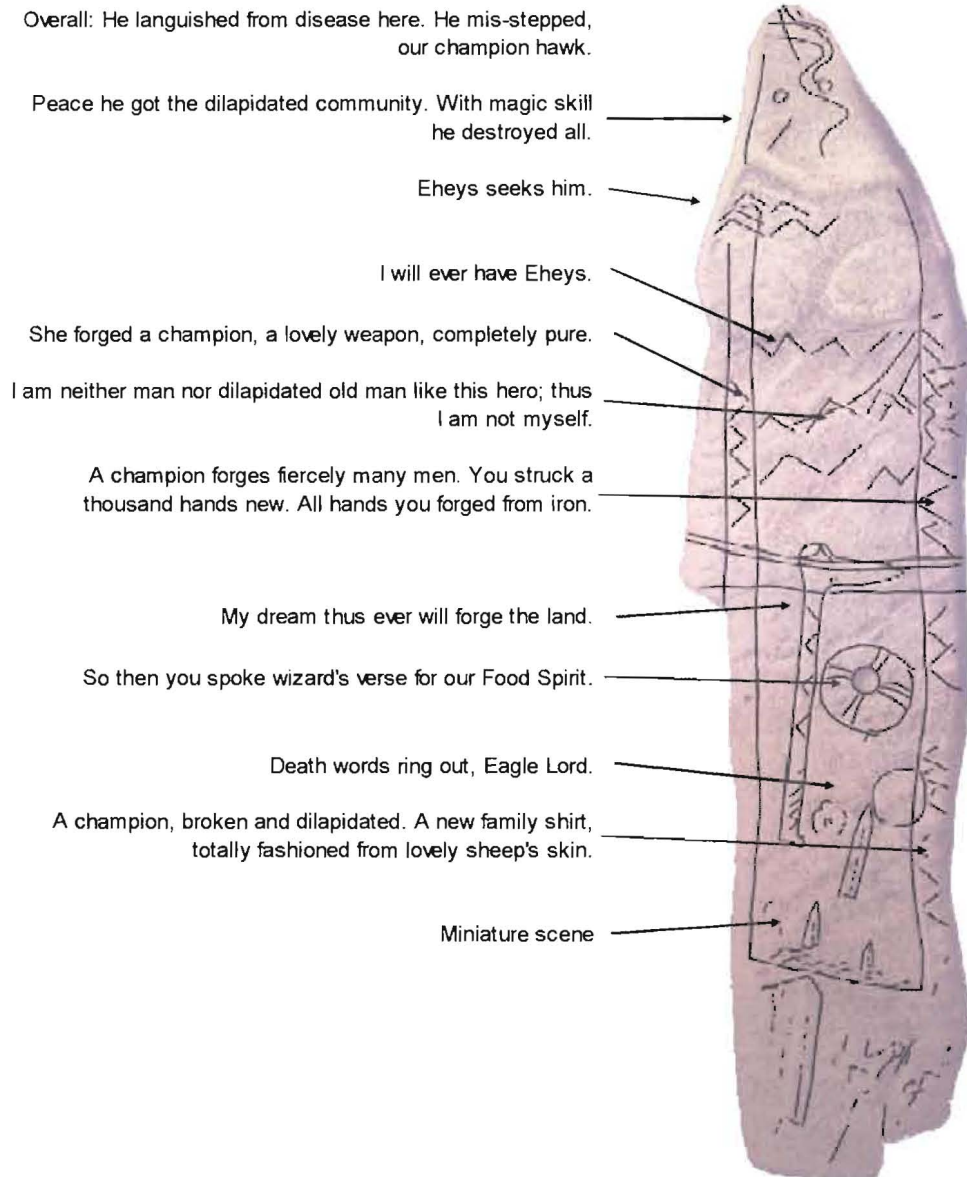 Overall: He languished from disease here. He mis-stepped,
our champion hawk.
Peace he got the dilapidated community. With magic skill
he destroyed all.
Eheys seeks him.
I will ever have Eheys.
She forged a champion, a lovely weapon, completely pure.
I am neither man nor dilapidated old man like this hero; thus
I am not myself.
A champion forges fiercely many men. You struck a
thousand hands new. All hands you forged from iron.
My dream thus ever will forge the land.
So then you spoke wizard's verse for our Food Spirit.
Death words ring out, Eagle Lord.
A champion, broken and dilapidated. A new family shirt,
totally fashioned from lovely sheep's skin.
Miniature scene